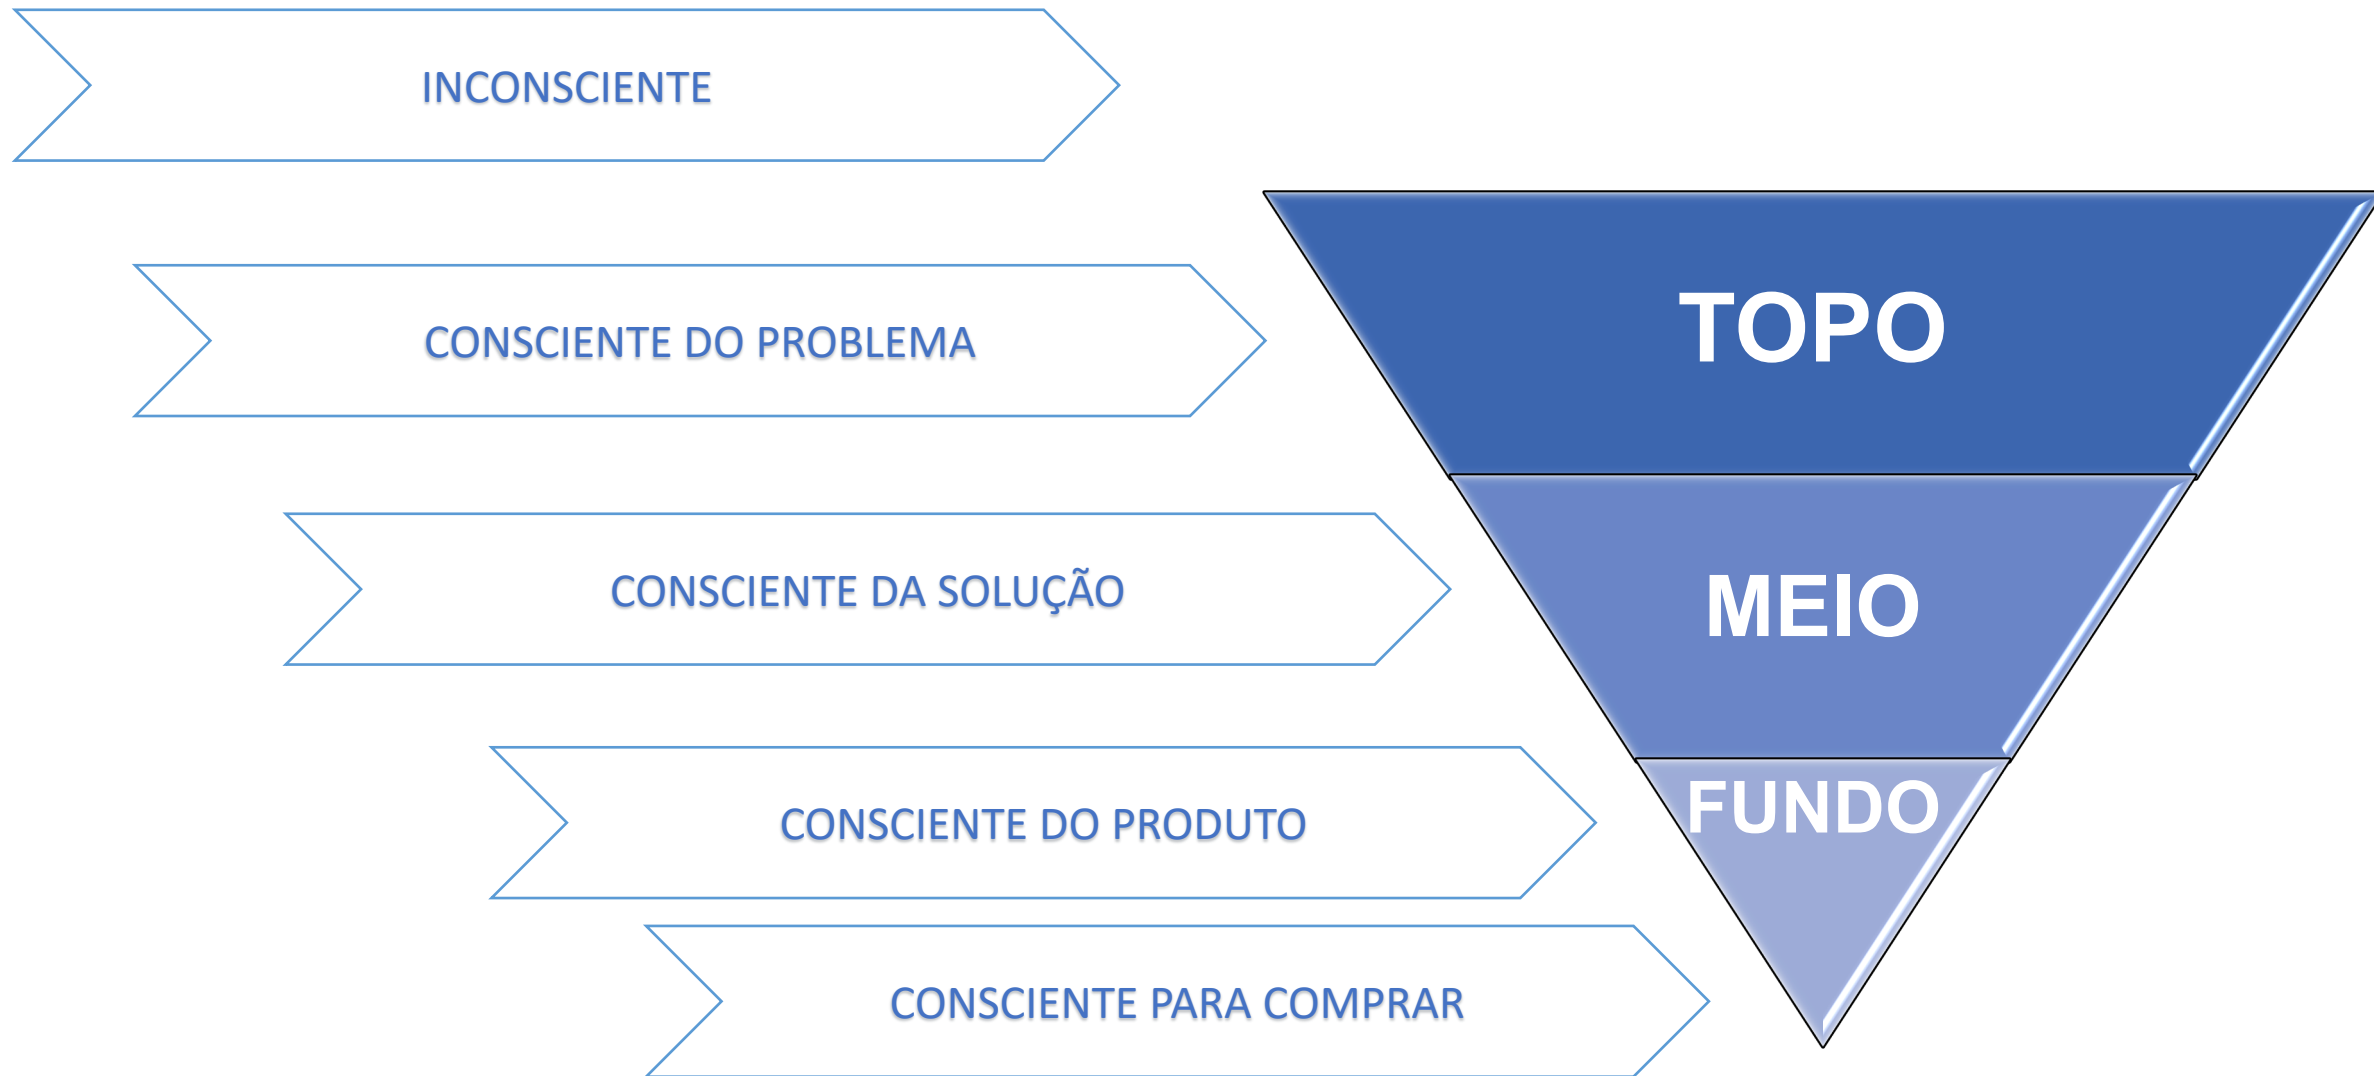 INCONSCIENTE
CONSCIENTE DO PROBLEMA
TOPO
CONSCIENTE DA SOLUÇÃO
MEIO
CONSCIENTE DO PRODUTO
FUNDO
CONSCIENTE PARA COMPRAR